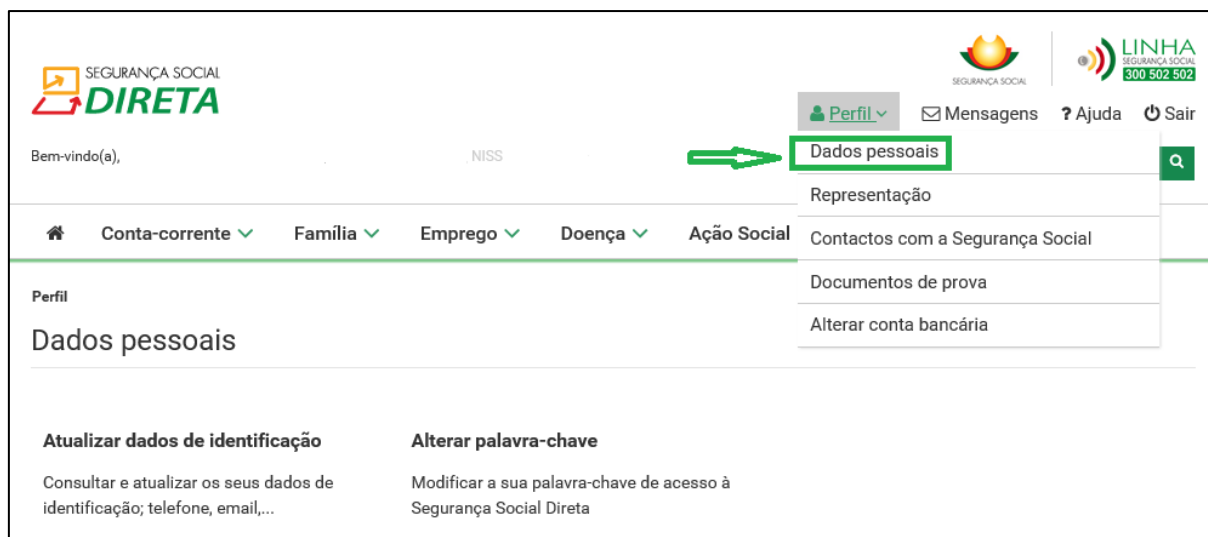 SEGURANÇA SOCIAL
DIRETA
SEGURANÇA SOCIAL
LINHA
SEGURANÇA SOCIAL
300 502 502
Perfil
Mensagens
? Ajuda
Sair
Bem-vindo(a),
NISS
Dados pessoais
Representação
Contactos com a Segurança Social
Documentos de prova
Alterar conta bancária
Conta-corrente
Família
Emprego
Doença
Ação Social
Perfil
Dados pessoais
Atualizar dados de identificação
Consultar e atualizar os seus dados de
identificação; telefone, email,...
Alterar palavra-chave
Modificar a sua palavra-chave de acesso à
Segurança Social Direta